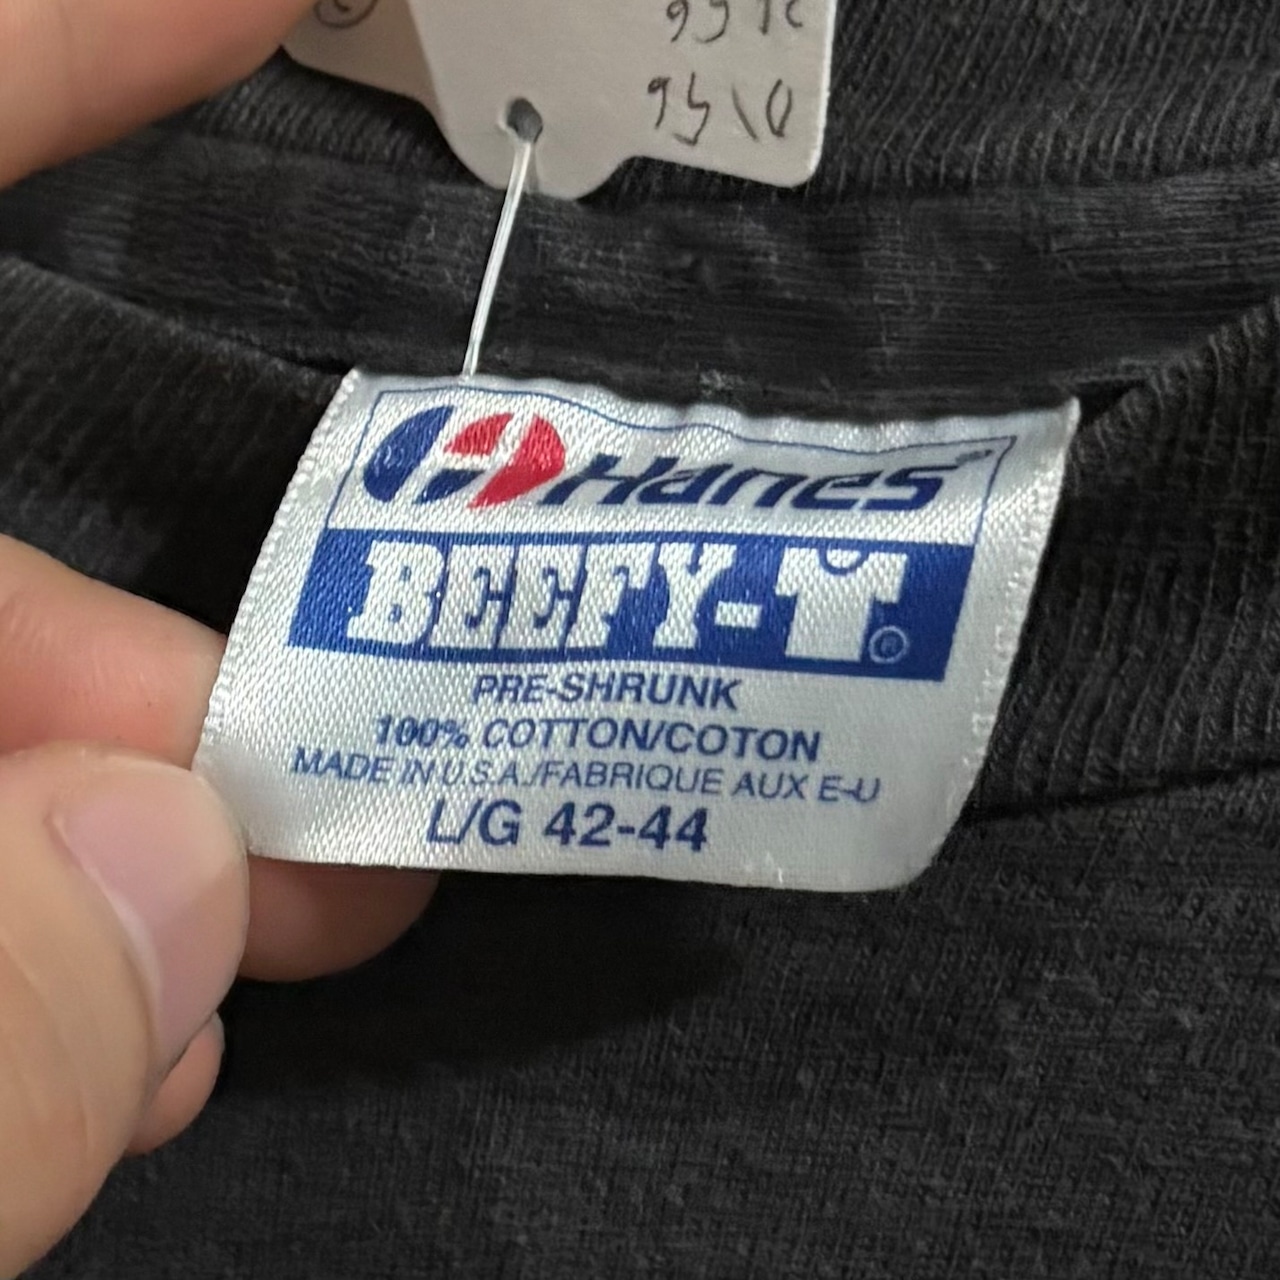 Hanes®
BEEFY-T®
PRE-SHRUNK
100% COTTON/COTON
MADE IN U.S.A./FABRIQUE AUX E-U
L/G 42-44